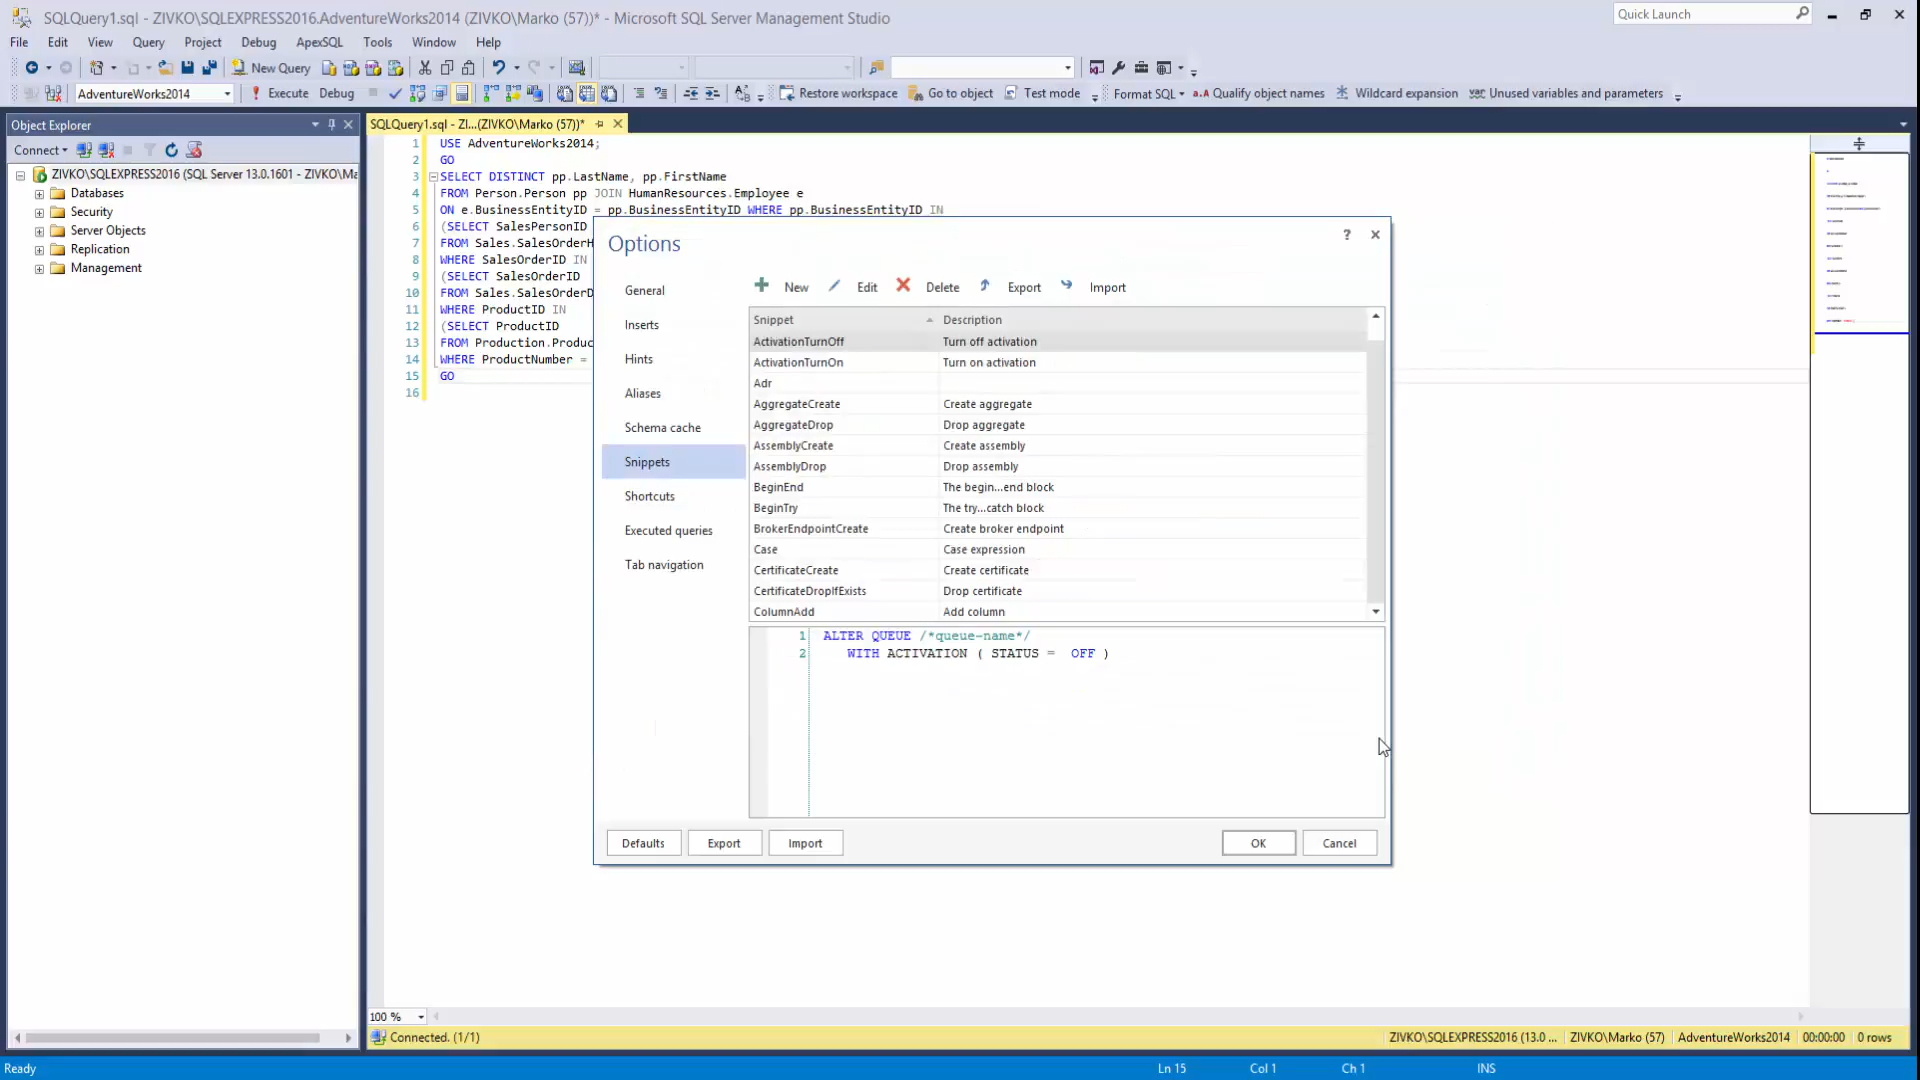 SQLQuery1.sql - ZIVKO\SQLEXPRESS2016.AdventureWorks2014 (ZIVKO\Marko (57))* - Microsoft SQL Server Management Studio
Quick Launch
File Edit View Query Project Debug ApexSQL Tools Window Help
New Query
AdventureWorks2014 Execute Debug Restore workspace Go to object Test mode Format SQL Qualify object names Wildcard expansion Unused variables and parameters
Object Explorer
Connect
ZIVKO\SQLEXPRESS2016 (SQL Server 13.0.1601 - ZIVKO\Ma
Databases
Security
Server Objects
Replication
Management
SQLQuery1.sql - ZI...(ZIVKO\Marko (57))*
1 USE AdventureWorks2014;
2 GO
3 SELECT DISTINCT pp.LastName, pp.FirstName
4 FROM Person.Person pp JOIN HumanResources.Employee e
5 ON e.BusinessEntityID = pp.BusinessEntityID WHERE pp.BusinessEntityID IN
6 (SELECT SalesPersonID
7 FROM Sales.SalesOrderH
8 WHERE SalesOrderID IN
9 (SELECT SalesOrderID
10 FROM Sales.SalesOrderD
11 WHERE ProductID IN
12 (SELECT ProductID
13 FROM Production.Produc
14 WHERE ProductNumber =
15 GO
16
Options
?
General
Inserts
Hints
Aliases
Schema cache
Snippets
Shortcuts
Executed queries
Tab navigation
New Edit Delete Export Import
Snippet Description
ActivationTurnOff Turn off activation
ActivationTurnOn Turn on activation
Adr
AggregateCreate Create aggregate
AggregateDrop Drop aggregate
AssemblyCreate Create assembly
AssemblyDrop Drop assembly
BeginEnd The begin...end block
BeginTry The try...catch block
BrokerEndpointCreate Create broker endpoint
Case Case expression
CertificateCreate Create certificate
CertificateDropIfExists Drop certificate
ColumnAdd Add column
1 ALTER QUEUE /*queue-name*/
2 WITH ACTIVATION ( STATUS = OFF )
Defaults Export Import OK Cancel
100 %
Connected. (1/1) ZIVKO\SQLEXPRESS2016 (13.0 ... ZIVKO\Marko (57) AdventureWorks2014 00:00:00 0 rows
Ready Ln 15 Col 1 Ch 1 INS